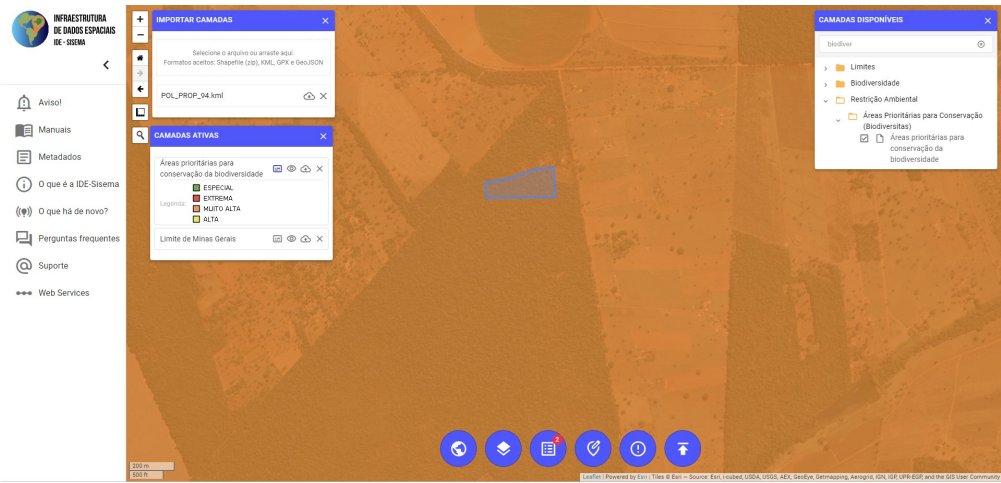 INFRAESTRUTURA
DE DADOS ESPACIAIS
IDE - SISEMA
Aviso!
Manuais
Metadados
O que é a IDE-Sisema
O que há de novo?
Perguntas frequentes
Suporte
Web Services
+
−
IMPORTAR CAMADAS
Selecione o arquivo ou arraste aqui.
Formatos aceitos: Shapefile (zip), KML, GPX e GeoJSON
POL_PROP_94.kml
CAMADAS ATIVAS
Áreas prioritárias para
conservação da biodiversidade
Legenda:
ESPECIAL
EXTREMA
MUITO ALTA
ALTA
Limite de Minas Gerais
CAMADAS DISPONÍVEIS
biodiver
Limites
Biodiversidade
Restrição Ambiental
Áreas Prioritárias para Conservação
(Biodiversitas)
Áreas prioritárias para
conservação da
biodiversidade
2
200 m
500 ft
Leaflet | Powered by Esri | Tiles © Esri — Source: Esri, i-cubed, USDA, USGS, AEX, GeoEye, Getmapping, Aerogrid, IGN, IGP, UPR-EGP, and the GIS User Community